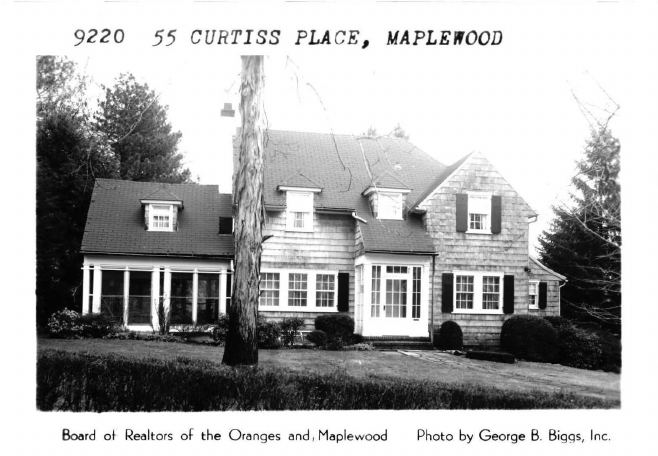 9220 55 CURTISS PLACE, MAPLEWOOD
Board of Realtors of the Oranges and, Maplewood Photo by George B. Biggs, Inc.